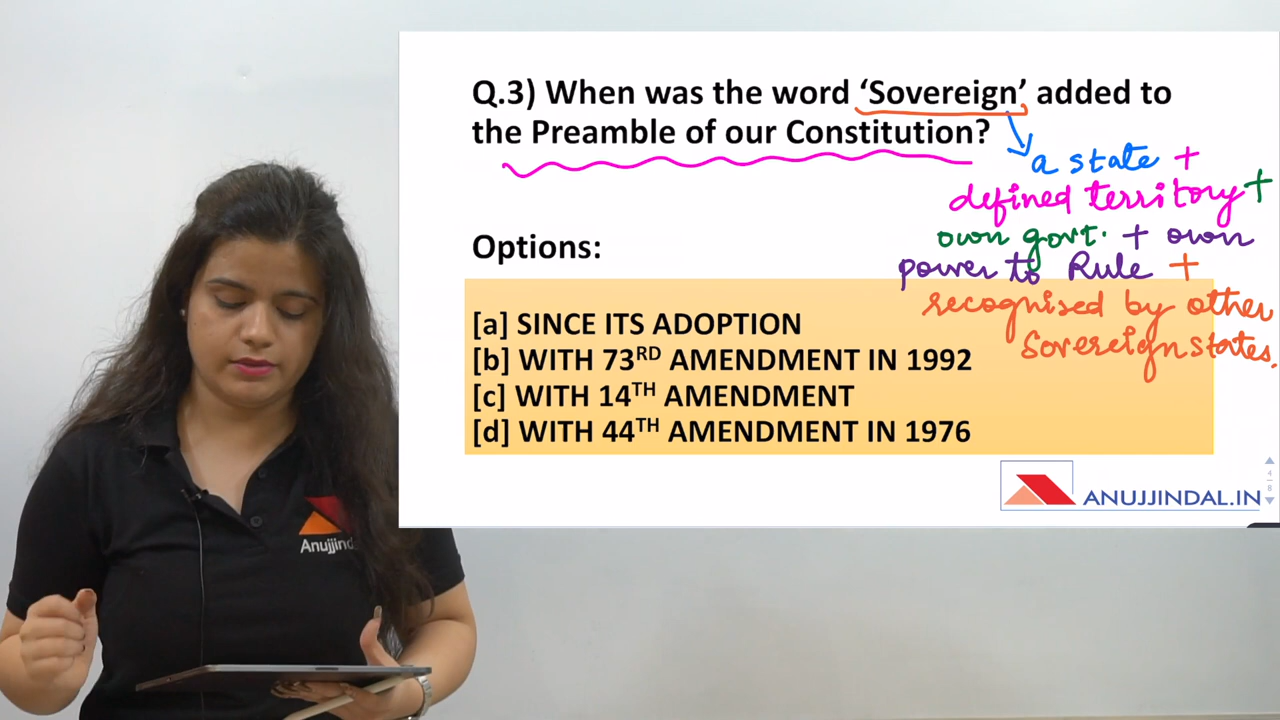 Q.3) When was the word ‘Sovereign’ added to
the Preamble of our Constitution?
a state +
defined territory +
own govt. + own
power to Rule +
recognised by other
Sovereign states.
Options:
[a] SINCE ITS ADOPTION
[b] WITH 73RD AMENDMENT IN 1992
[c] WITH 14TH AMENDMENT
[d] WITH 44TH AMENDMENT IN 1976
ANUJJINDAL.IN
4
8
Anujjind